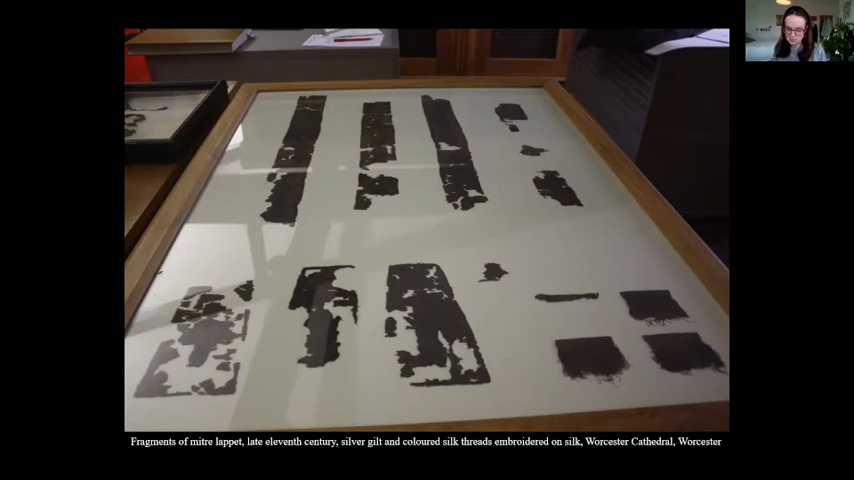 Fragments of mitre lappet, late eleventh century, silver gilt and coloured silk threads embroidered on silk, Worcester Cathedral, Worcester